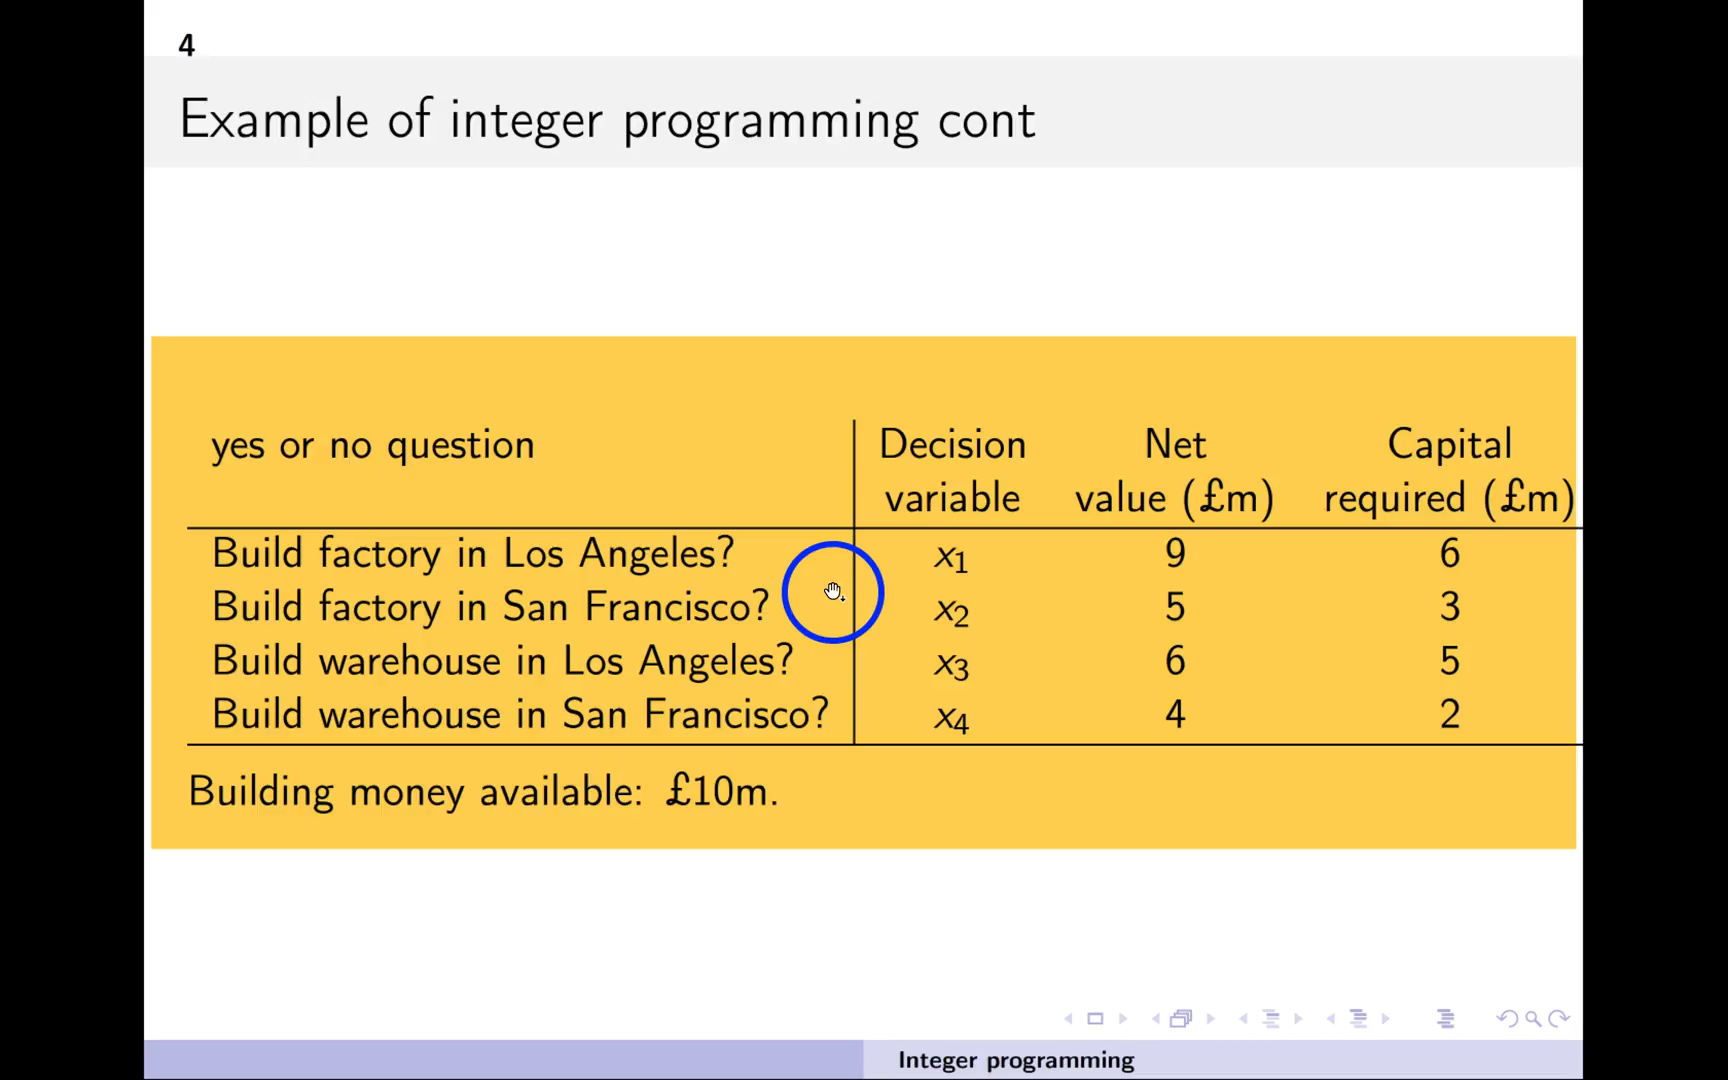 4
Example of integer programming cont
yes or no question Decision Net Capital
variable value (£m) required (£m)
Build factory in Los Angeles? x1 9 6
Build factory in San Francisco? x2 5 3
Build warehouse in Los Angeles? x3 6 5
Build warehouse in San Francisco? x4 4 2
Building money available: £10m.
Integer programming